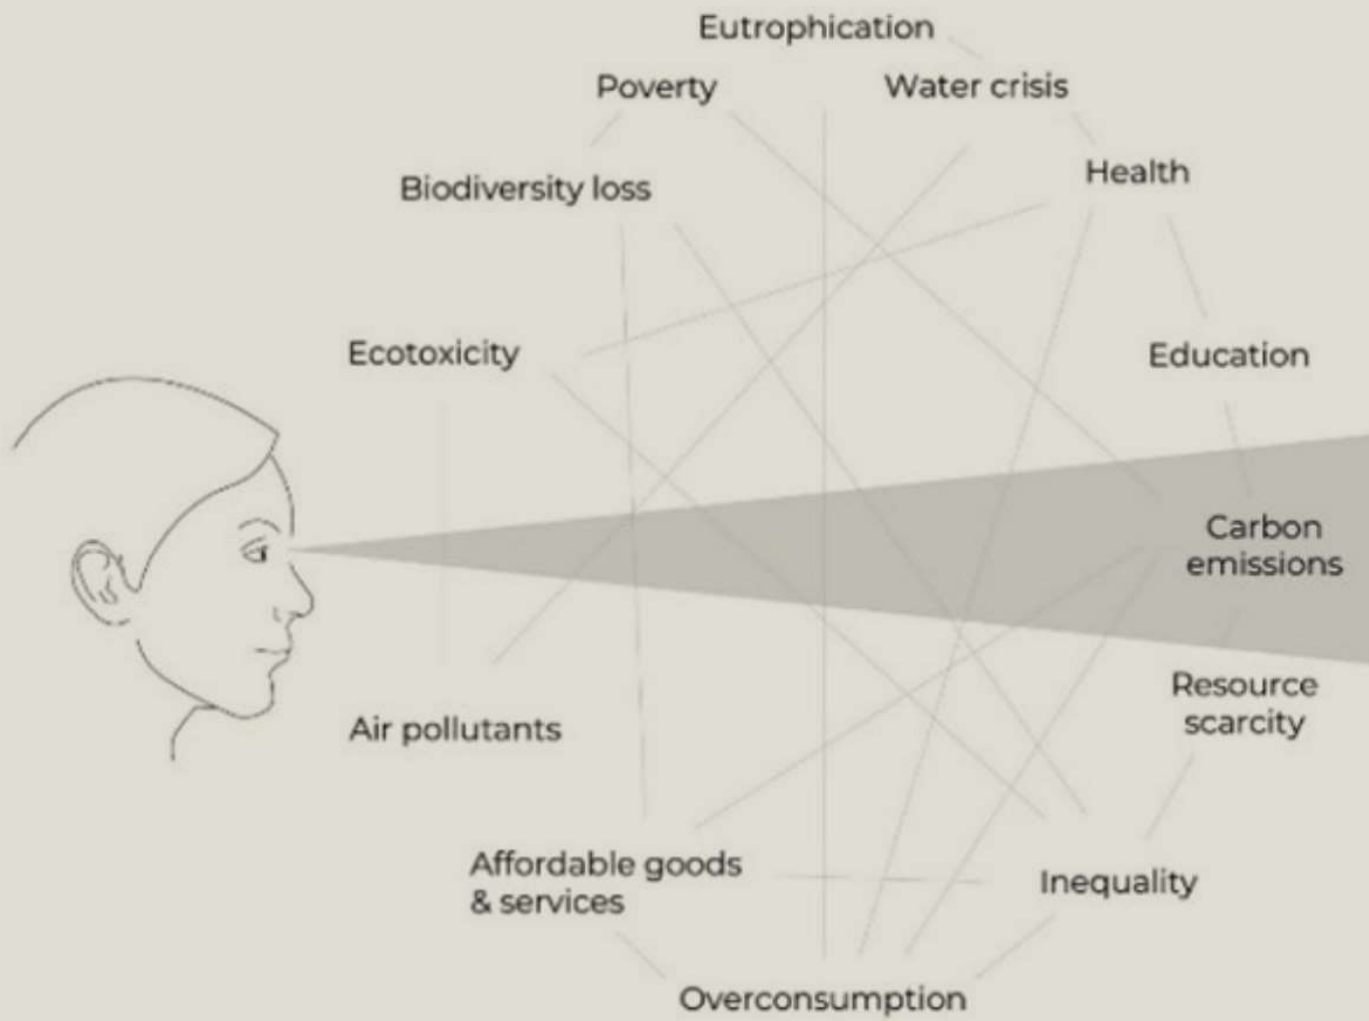 Eutrophication
Poverty
Water crisis
Health
Biodiversity loss
Ecotoxicity
Education
Carbon
emissions
Resource
scarcity
Air pollutants
Affordable goods
& services
Inequality
Overconsumption